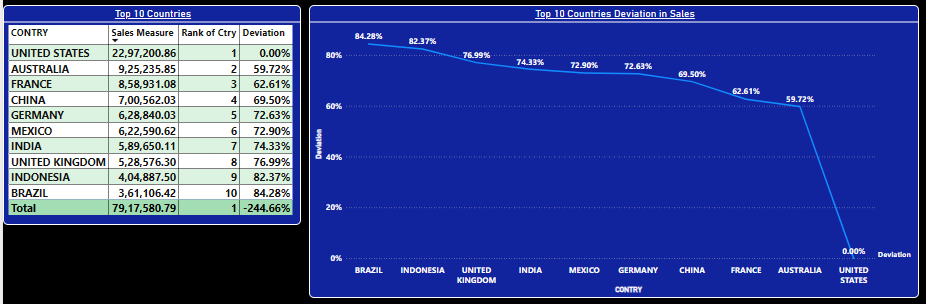 Top 10 Countries
CONTRY Sales Measure Rank of Ctry Deviation
UNITED STATES 22,97,200.86 1 0.00%
AUSTRALIA 9,25,235.85 2 59.72%
FRANCE 8,58,931.08 3 62.61%
CHINA 7,00,562.03 4 69.50%
GERMANY 6,28,840.03 5 72.63%
MEXICO 6,22,590.62 6 72.90%
INDIA 5,89,650.11 7 74.33%
UNITED KINGDOM 5,28,576.30 8 76.99%
INDONESIA 4,04,887.50 9 82.37%
BRAZIL 3,61,106.42 10 84.28%
Total 79,17,580.79 1 -244.66%
Top 10 Countries Deviation in Sales
84.28%
82.37%
76.99%
74.33%
72.90%
72.63%
69.50%
62.61%
59.72%
0.00%
Deviation
80%
60%
40%
20%
0%
Deviation
BRAZIL INDONESIA UNITED KINGDOM INDIA MEXICO GERMANY CHINA FRANCE AUSTRALIA UNITED STATES
CONTRY